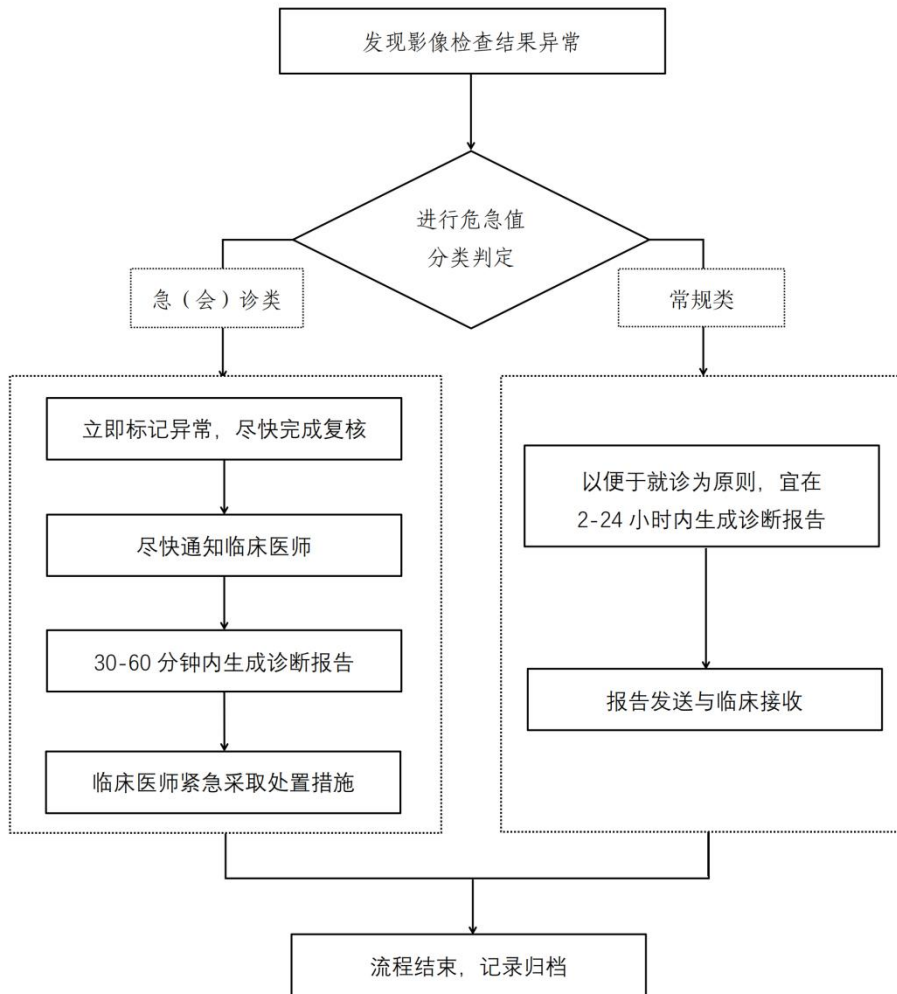 发现影像检查结果异常
进行危急值
分类判定
急（会）诊类
常规类
立即标记异常，尽快完成复核
尽快通知临床医师
30-60 分钟内生成诊断报告
临床医师紧急采取处置措施
以便于就诊为原则，宜在
2-24 小时内生成诊断报告
报告发送与临床接收
流程结束，记录归档